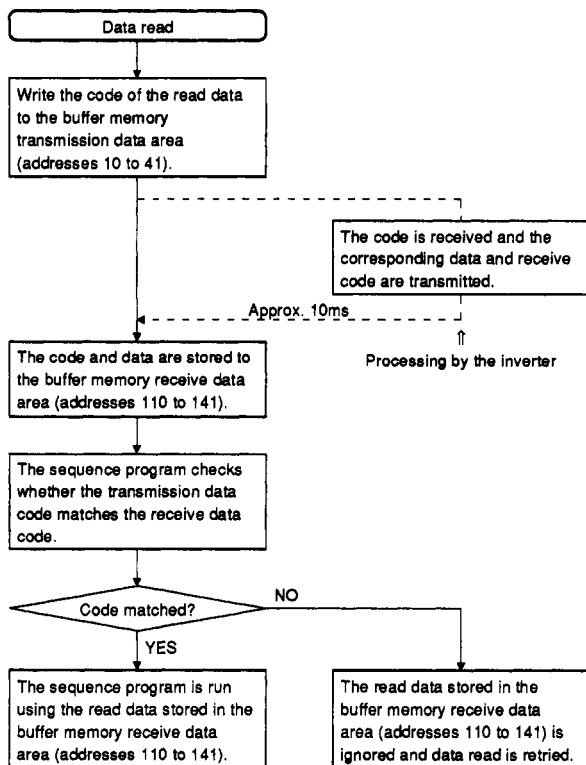 Data read
Write the code of the read data
to the buffer memory
transmission data area
(addresses 10 to 41).
The code is received and the
corresponding data and receive
code are transmitted.
Approx. 10ms
⇑
Processing by the inverter
The code and data are stored to
the buffer memory receive data
area (addresses 110 to 141).
The sequence program checks
whether the transmission data
code matches the receive data
code.
Code matched?
NO
YES
The sequence program is run
using the read data stored in the
buffer memory receive data
area (addresses 110 to 141).
The read data stored in the
buffer memory receive data
area (addresses 110 to 141) is
ignored and data read is retried.